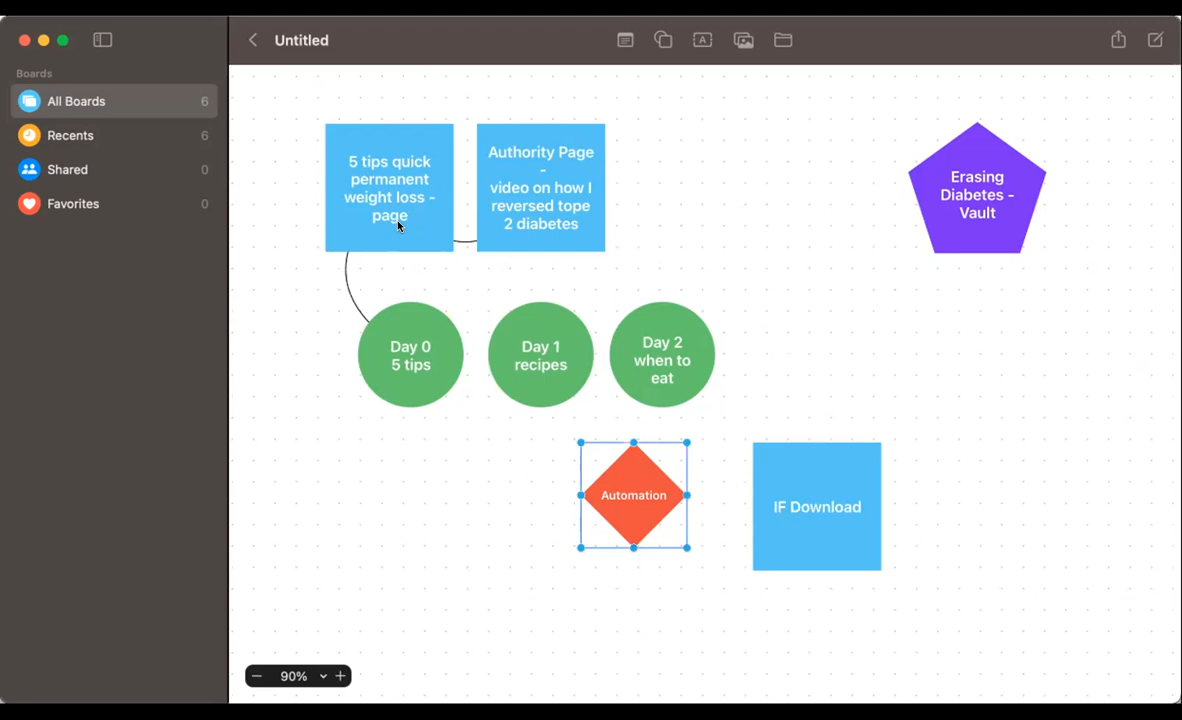 Untitled
Boards
All Boards 6
Recents 6
Shared 0
Favorites 0
5 tips quick
permanent
weight loss -
page
Authority Page
-
video on how I
reversed tope
2 diabetes
Erasing
Diabetes -
Vault
Day 0
5 tips
Day 1
recipes
Day 2
when to
eat
Automation
IF Download
90%